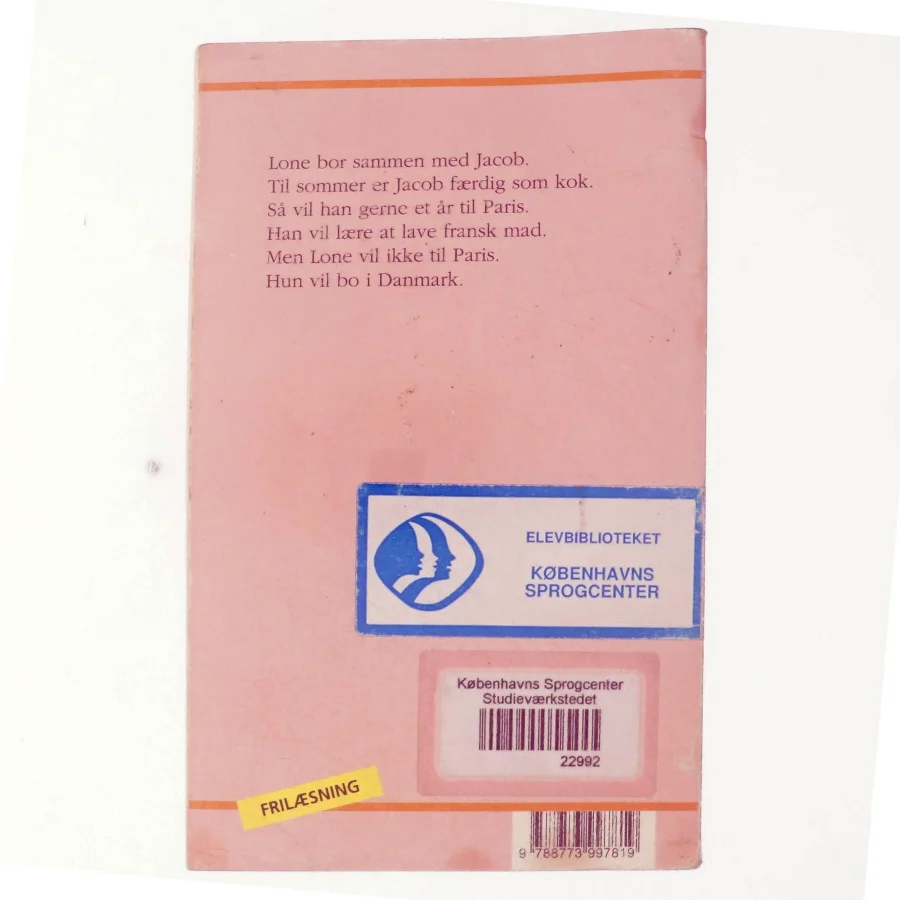 Lone bor sammen med Jacob.
Til sommer er Jacob færdig som kok.
Så vil han gerne et år til Paris.
Han vil lære at lave fransk mad.
Men Lone vil ikke til Paris.
Hun vil bo i Danmark.
ELEVBIBLIOTEKET
KØBENHAVNS
SPROGCENTER
Københavns Sprogcenter
Studieværkstedet
22992
FRILÆSNING
9 788773 997819